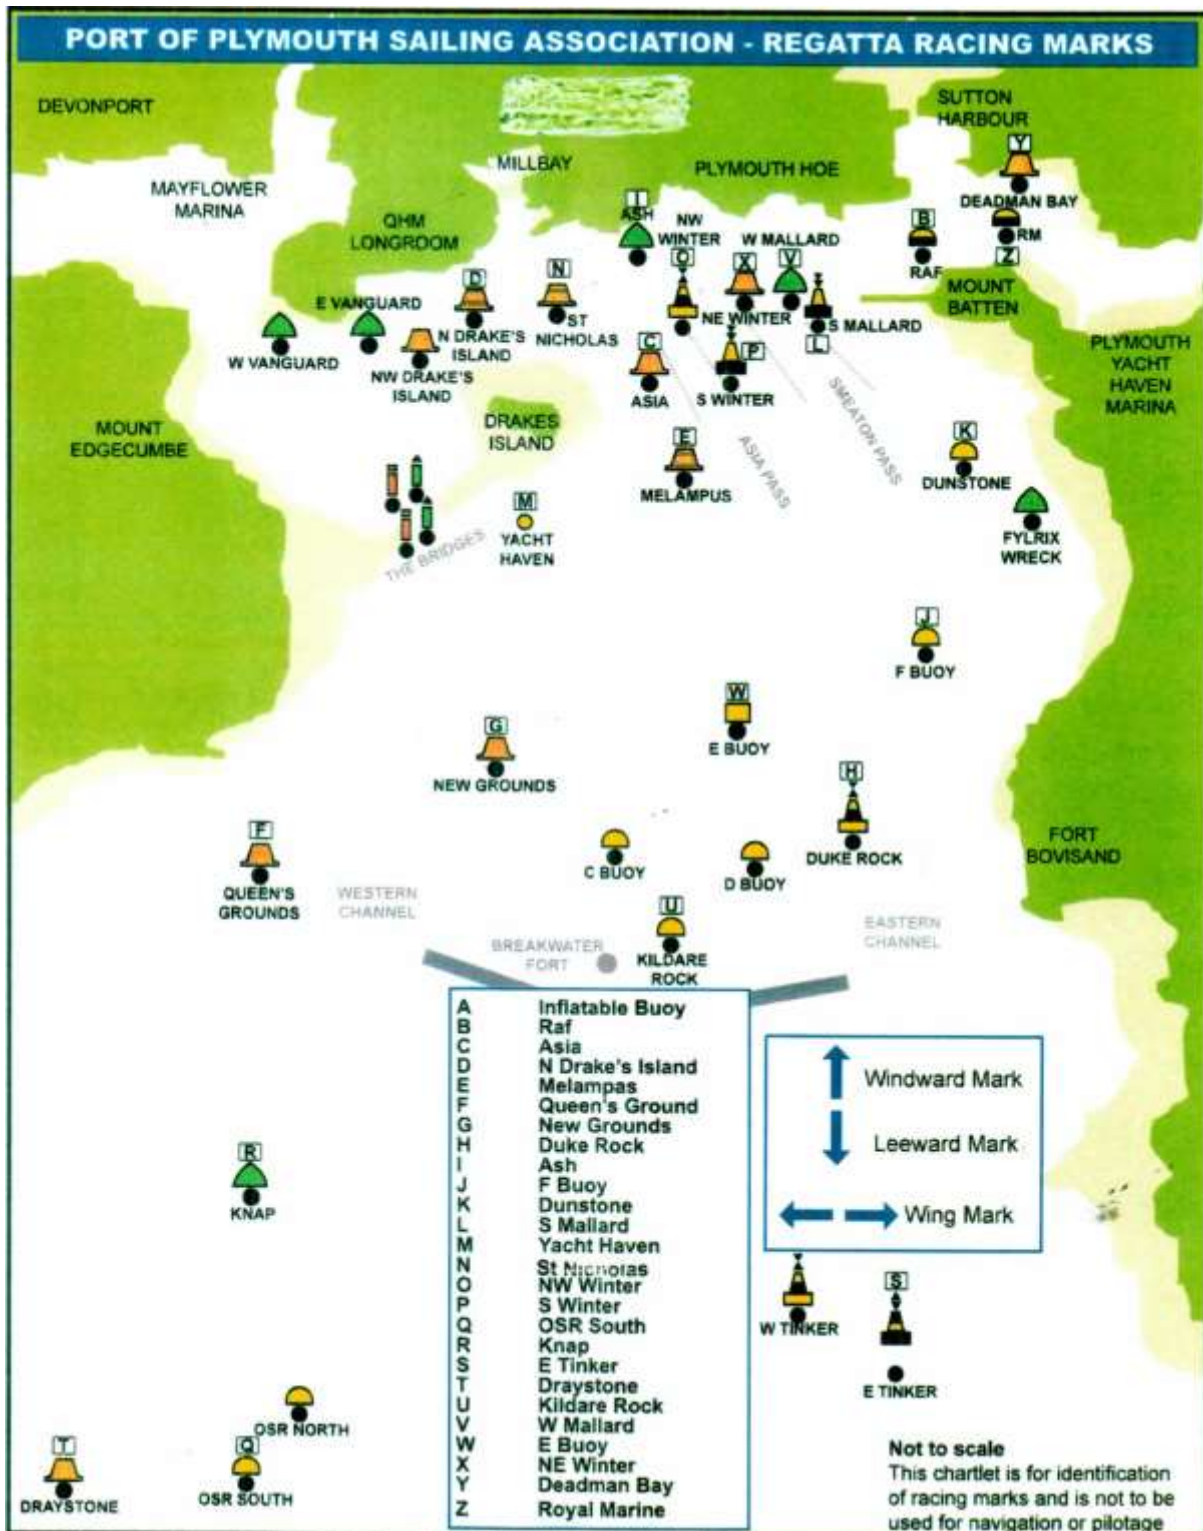 PORT OF PLYMOUTH SAILING ASSOCIATION - REGATTA RACING MARKS
DEVONPORT
SUTTON
HARBOUR
Y
MILLBAY
PLYMOUTH HOE
MAYFLOWER
MARINA
I
ASH
DEADMAN BAY
QHM
LONGROOM
NW
WINTER
W MALLARD
B
RM
RAF
Z
O
X
V
D
N
MOUNT
BATTEN
E VANGUARD
N DRAKE'S
ISLAND
ST
NICHOLAS
NE WINTER
S MALLARD
L
W VANGUARD
NW DRAKE'S
ISLAND
C
P
ASIA
S WINTER
PLYMOUTH
YACHT
HAVEN
MARINA
MOUNT
EDGECUMBE
DRAKES
ISLAND
SMEATON PASS
ASIA PASS
E
MELAMPUS
K
DUNSTONE
M
YACHT
HAVEN
THE BRIDGES
FYLRIX
WRECK
J
F BUOY
W
E BUOY
G
NEW GROUNDS
H
DUKE ROCK
F
QUEEN'S
GROUNDS
C BUOY
D BUOY
FORT
BOVISAND
WESTERN
CHANNEL
U
KILDARE
ROCK
EASTERN
CHANNEL
BREAKWATER
FORT
A Inflatable Buoy
B Raf
C Asia
D N Drake's Island
E Melampas
F Queen's Ground
G New Grounds
H Duke Rock
I Ash
J F Buoy
K Dunstone
L S Mallard
M Yacht Haven
N St Nicholas
O NW Winter
P S Winter
Q OSR South
R Knap
S E Tinker
T Draystone
U Kildare Rock
V W Mallard
W E Buoy
X NE Winter
Y Deadman Bay
Z Royal Marine
Windward Mark
Leeward Mark
Wing Mark
R
KNAP
W TINKER
S
E TINKER
OSR NORTH
T
DRAYSTONE
Q
OSR SOUTH
Not to scale
This chartlet is for identification
of racing marks and is not to be
used for navigation or pilotage